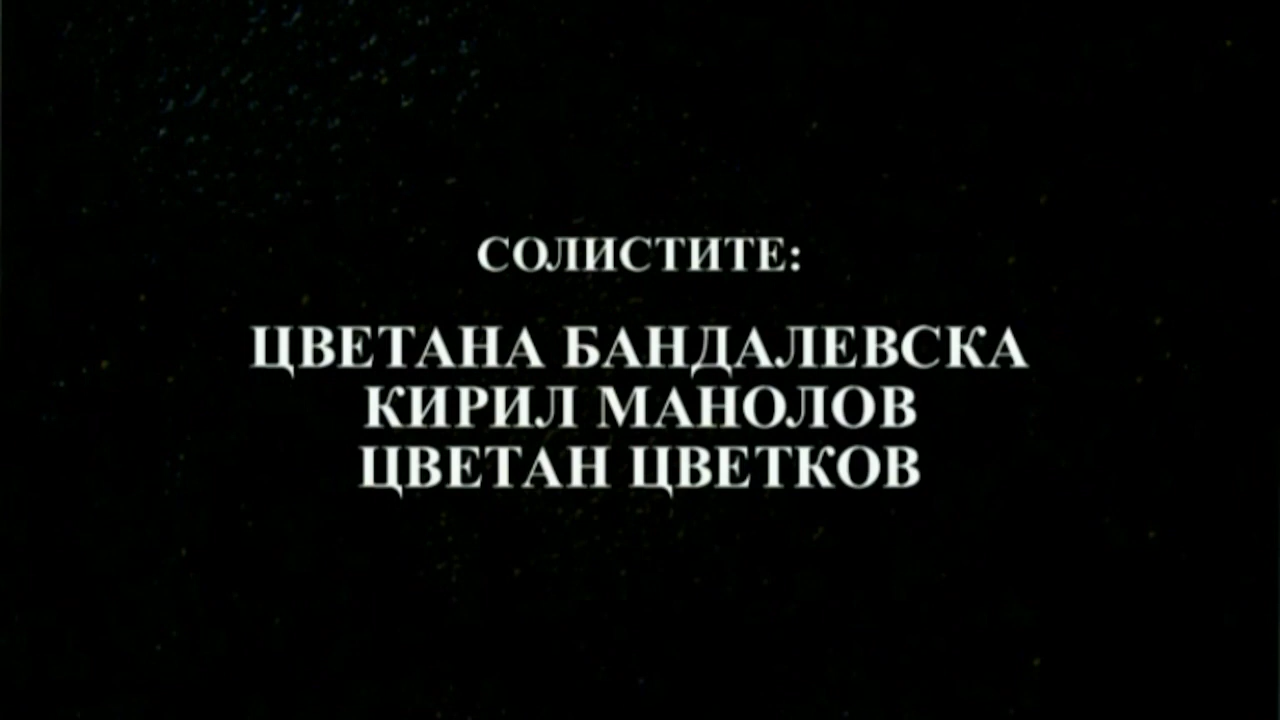 СОЛИСТИТЕ:
ЦВЕТАНА БАНДАЛЕВСКА
КИРИЛ МАНОЛОВ
ЦВЕТАН ЦВЕТКОВ